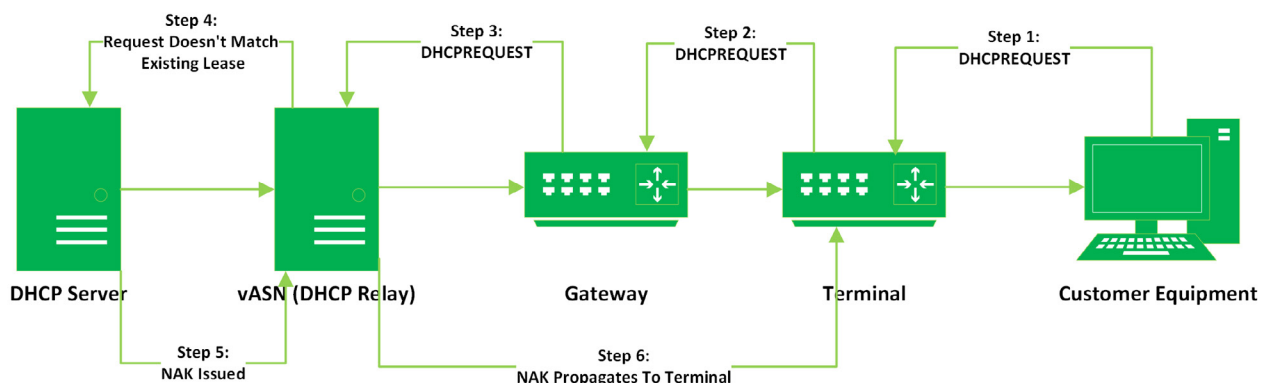 Step 4:
Request Doesn't Match
Existing Lease
Step 3:
DHCPREQUEST
Step 2:
DHCPREQUEST
Step 1:
DHCPREQUEST
DHCP Server
vASN (DHCP Relay)
Gateway
Terminal
Customer Equipment
Step 5:
NAK Issued
Step 6:
NAK Propagates To Terminal